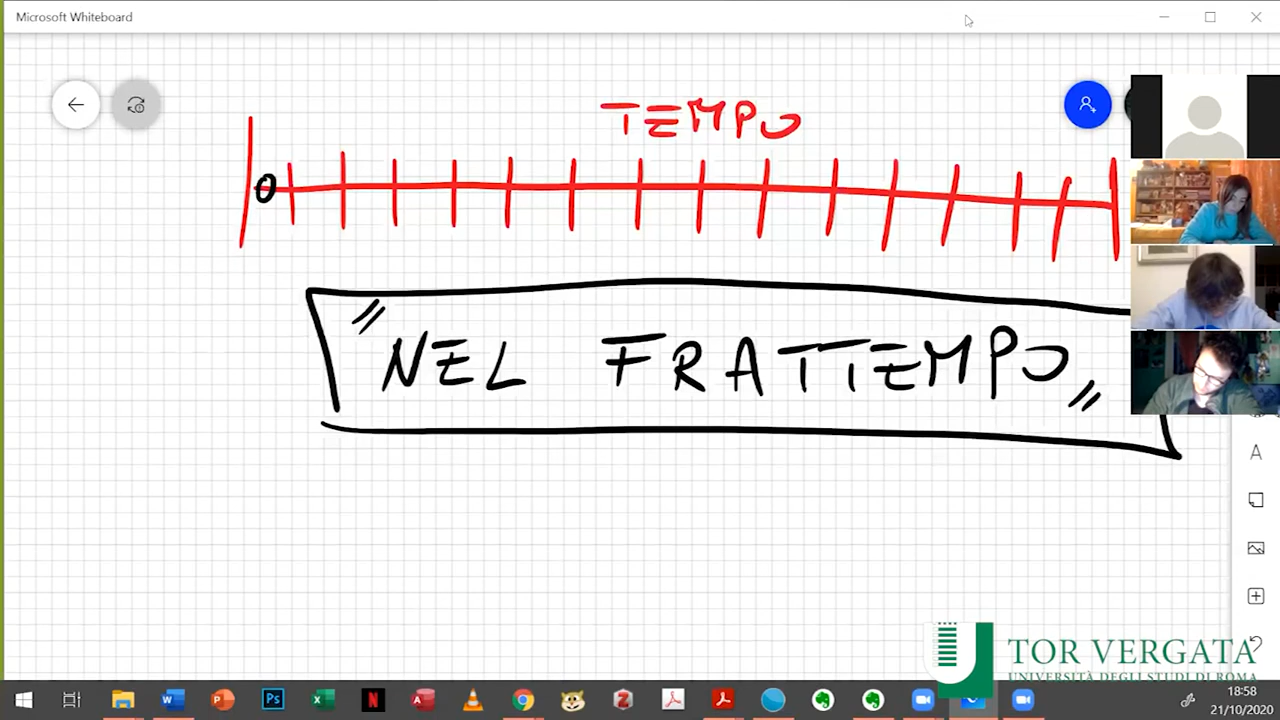 Microsoft Whiteboard
TEMPO
0
"NEL FRATTEMPO"
A
TOR VERGATA
UNIVERSITÀ DEGLI STUDI DI ROMA
18:58
21/10/2020